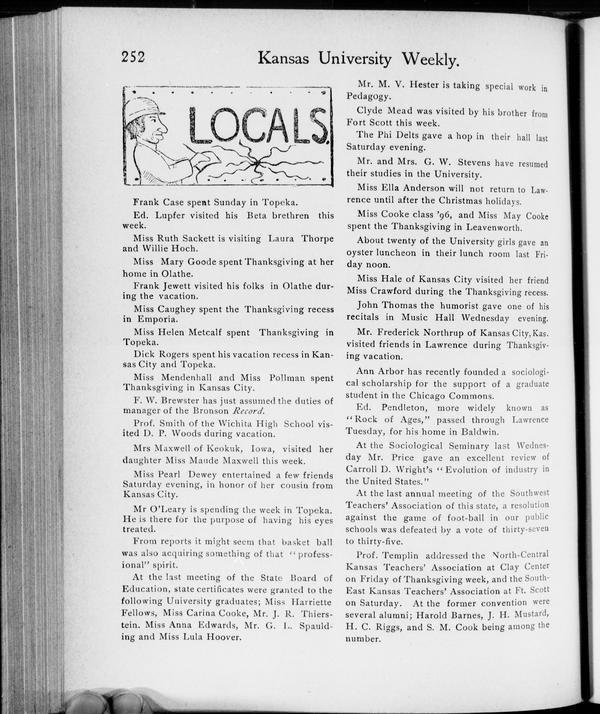 252
Kansas University Weekly.
LOCALS.
Frank Case spent Sunday in Topeka.
Ed. Lupfer visited his Beta brethren this
week.
Miss Ruth Sackett is visiting Laura Thorpe
and Willie Hoch.
Miss Mary Goode spent Thanksgiving at her
home in Olathe.
Frank Jewett visited his folks in Olathe dur-
ing the vacation.
Miss Caughey spent the Thanksgiving recess
in Emporia.
Miss Helen Metcalf spent Thanksgiving in
Topeka.
Dick Rogers spent his vacation recess in Kan-
sas City and Topeka.
Miss Mendenhall and Miss Pollman spent
Thanksgiving in Kansas City.
F. W. Brewster has just assumed the duties of
manager of the Bronson Record.
Prof. Smith of the Wichita High School vis-
ited D. P. Woods during vacation.
Mrs Maxwell of Keokuk, Iowa, visited her
daughter Miss Maude Maxwell this week.
Miss Pearl Dewey entertained a few friends
Saturday evening, in honor of her cousin from
Kansas City.
Mr O'Leary is spending the week in Topeka.
He is there for the purpose of having his eyes
treated.
From reports it might seem that basket ball
was also acquiring something of that "profess-
ional" spirit.
At the last meeting of the State Board of
Education, state certificates were granted to the
following University graduates; Miss Harriette
Fellows, Miss Carina Cooke, Mr. J. R. Thiers-
tein. Miss Anna Edwards, Mr. G. L. Spauld-
ing and Miss Lula Hoover.
Mr. M. V. Hester is taking special work in
Pedagogy.
Clyde Mead was visited by his brother from
Fort Scott this week.
The Phi Delts gave a hop in their hall last
Saturday evening.
Mr. and Mrs. G. W. Stevens have resumed
their studies in the University.
Miss Ella Anderson will not return to Law-
rence until after the Christmas holidays.
Miss Cooke class '96, and Miss May Cooke
spent the Thanksgiving in Leavenworth.
About twenty of the University girls gave an
oyster luncheon in their lunch room last Fri-
day noon.
Miss Hale of Kansas City visited her friend
Miss Crawford during the Thanksgiving recess.
John Thomas the humorist gave one of his
recitals in Music Hall Wednesday evening.
Mr. Frederick Northrup of Kansas City, Kas.
visited friends in Lawrence during Thanksgiv-
ing vacation.
Ann Arbor has recently founded a sociologi-
cal scholarship for the support of a graduate
student in the Chicago Commons.
Ed. Pendleton, more widely known as
"Rock of Ages," passed through Lawrence
Tuesday, for his home in Baldwin.
At the Sociological Seminary last Wednes-
day Mr. Price gave an excellent review of
Carroll D. Wright's "Evolution of industry in
the United States."
At the last annual meeting of the Southwest
Teachers' Association of this state, a resolution
against the game of foot-ball in our public
schools was defeated by a vote of thirty-seven
to thirty-five.
Prof. Templin addressed the North-Central
Kansas Teachers' Association at Clay Center
on Friday of Thanksgiving week, and the South-
East Kansas Teachers' Association at Ft. Scott
on Saturday. At the former convention were
several alumni; Harold Barnes, J. H. Mustard,
H. C. Riggs, and S. M. Cook being among the
number.